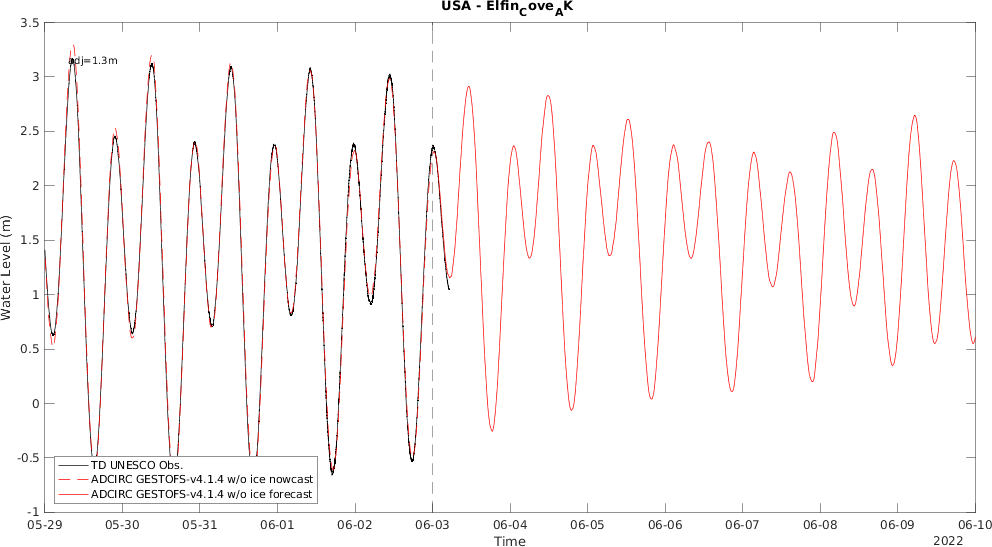 USA - ElfinCoveAK
3.5
adj=1.3m
3
2.5
2
1.5
1
0.5
0
-0.5
-1
Water Level (m)
TD UNESCO Obs.
ADCIRC GESTOFS-v4.1.4 w/o ice nowcast
ADCIRC GESTOFS-v4.1.4 w/o ice forecast
05-29 05-30 05-31 06-01 06-02 06-03 06-04 06-05 06-06 06-07 06-08 06-09 06-10
Time
2022